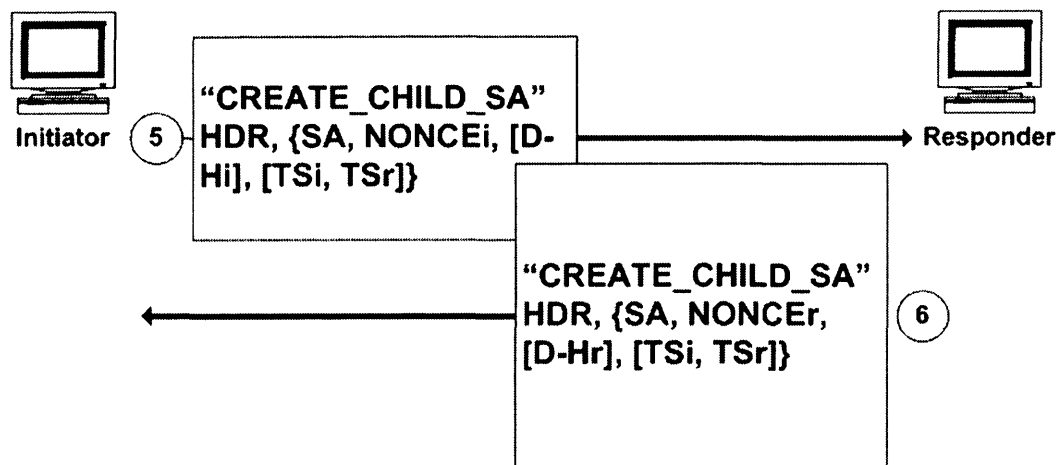 Initiator
5
“CREATE_CHILD_SA”
HDR, {SA, NONCEi, [D-
Hi], [TSi, TSr]}
Responder
“CREATE_CHILD_SA”
HDR, {SA, NONCEr,
[D-Hr], [TSi, TSr]}
6